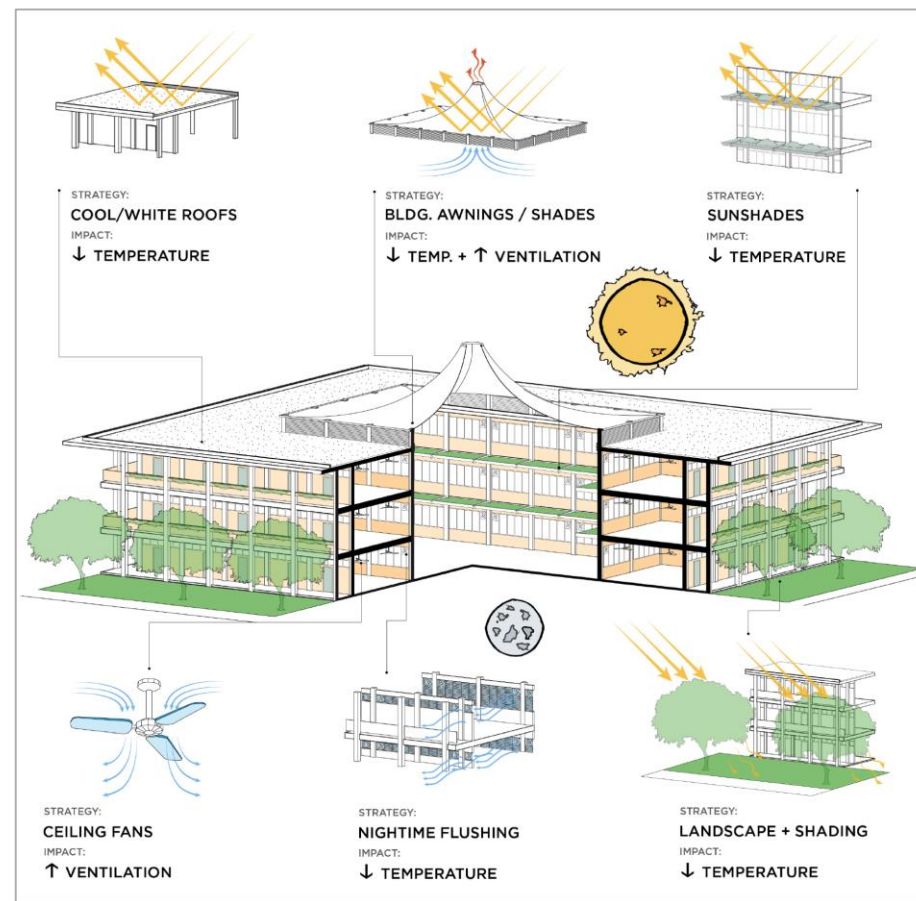 STRATEGY:
COOL/WHITE ROOFS
IMPACT:
↓ TEMPERATURE
STRATEGY:
BLDG. AWNINGS / SHADES
IMPACT:
↓ TEMP. + ↑ VENTILATION
STRATEGY:
SUNSHADES
IMPACT:
↓ TEMPERATURE
STRATEGY:
CEILING FANS
IMPACT:
↑ VENTILATION
STRATEGY:
NIGHTIME FLUSHING
IMPACT:
↓ TEMPERATURE
STRATEGY:
LANDSCAPE + SHADING
IMPACT:
↓ TEMPERATURE